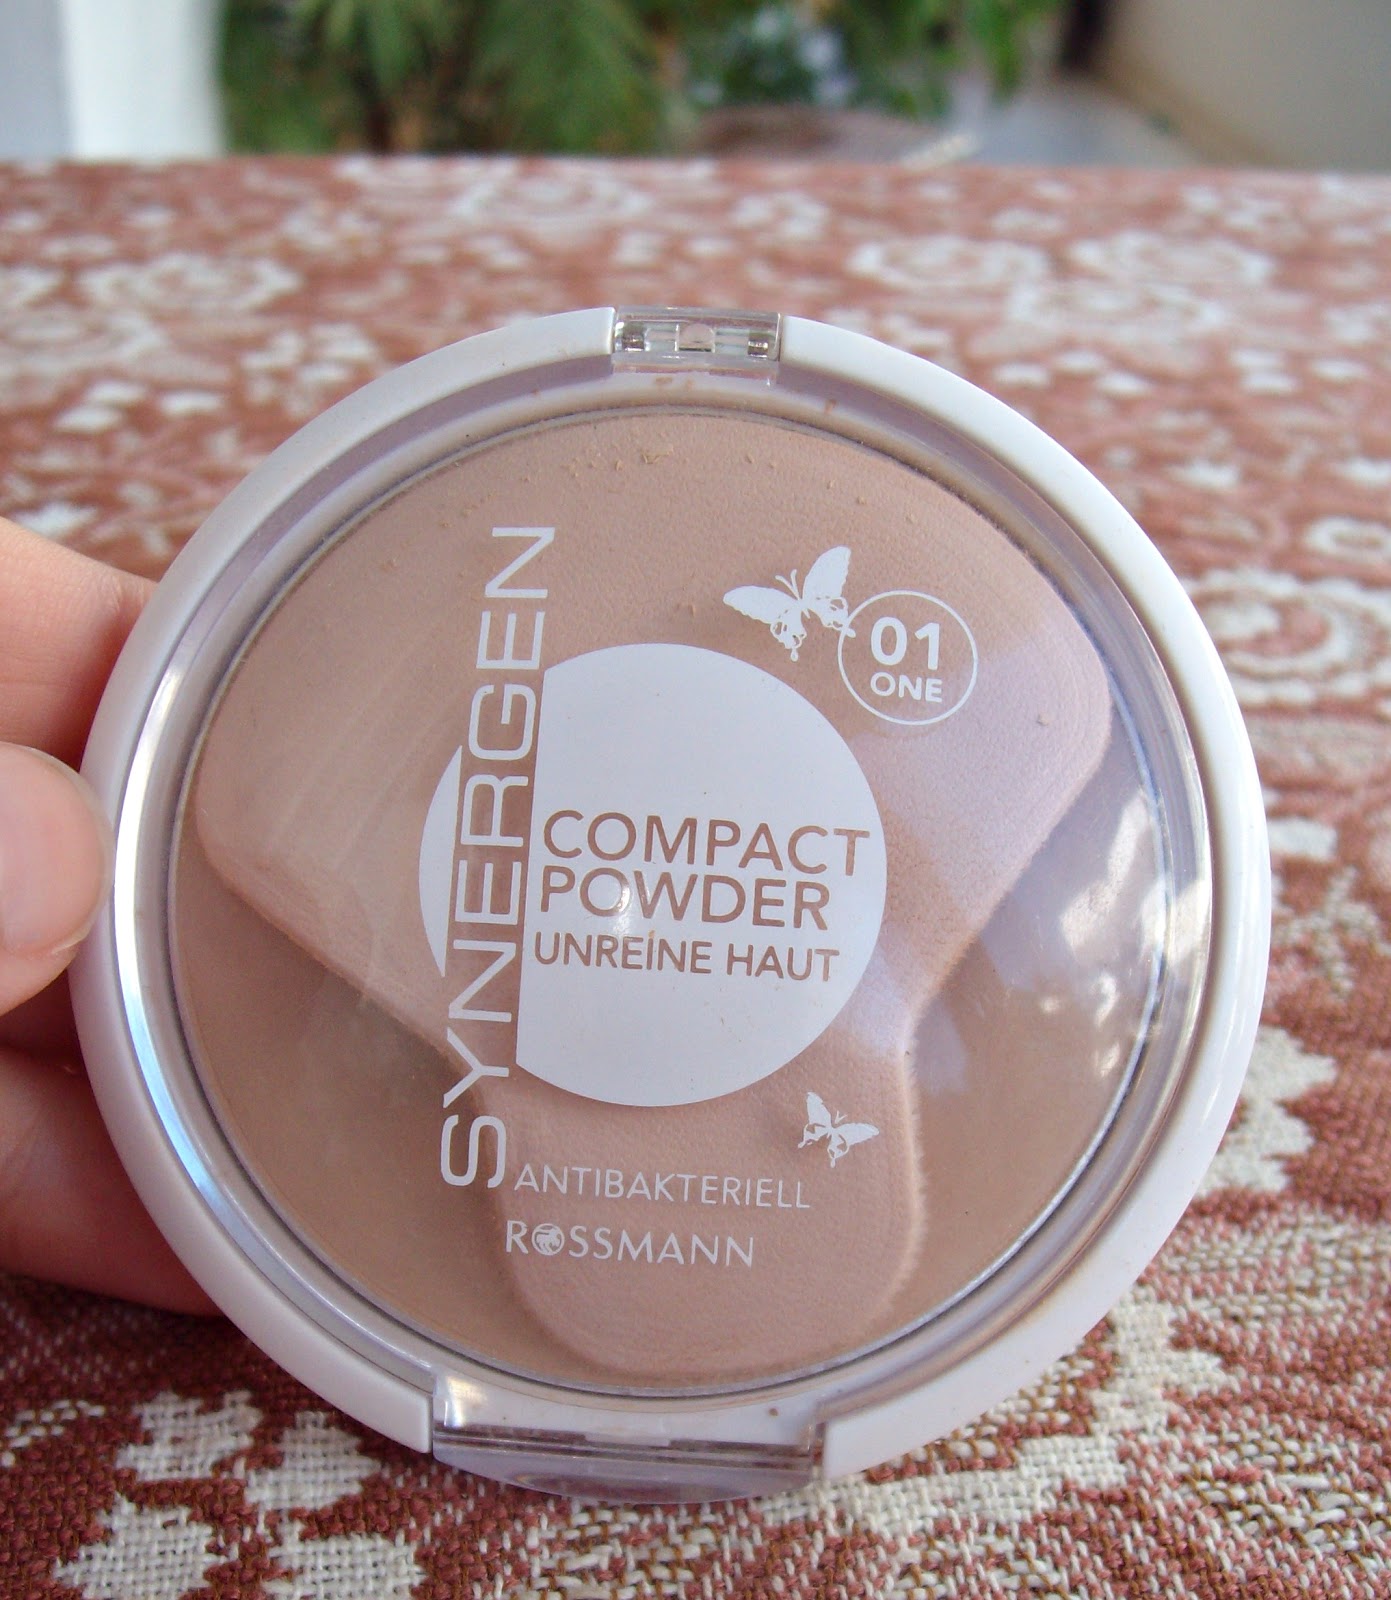 SYNERGEN
01
ONE
COMPACT
POWDER
UNREINE HAUT
ANTIBAKTERIELL
ROSSMANN